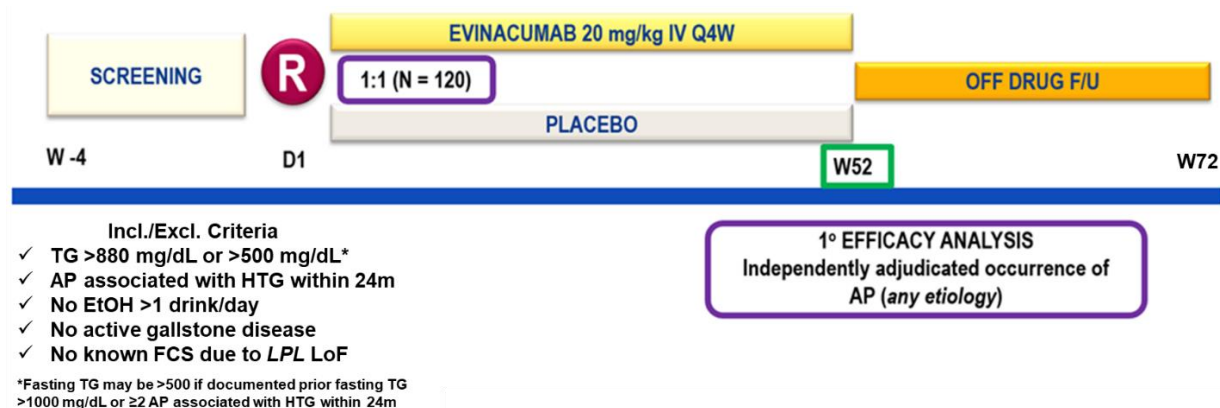 EVINACUMAB 20 mg/kg IV Q4W
SCREENING
R
1:1 (N = 120)
OFF DRUG F/U
PLACEBO
W -4
D1
W52
W72
Incl./Excl. Criteria
✓ TG >880 mg/dL or >500 mg/dL*
✓ AP associated with HTG within 24m
✓ No EtOH >1 drink/day
✓ No active gallstone disease
✓ No known FCS due to LPL LoF
*Fasting TG may be >500 if documented prior fasting TG
>1000 mg/dL or ≥2 AP associated with HTG within 24m
1º EFFICACY ANALYSIS
Independently adjudicated occurrence of
AP (any etiology)